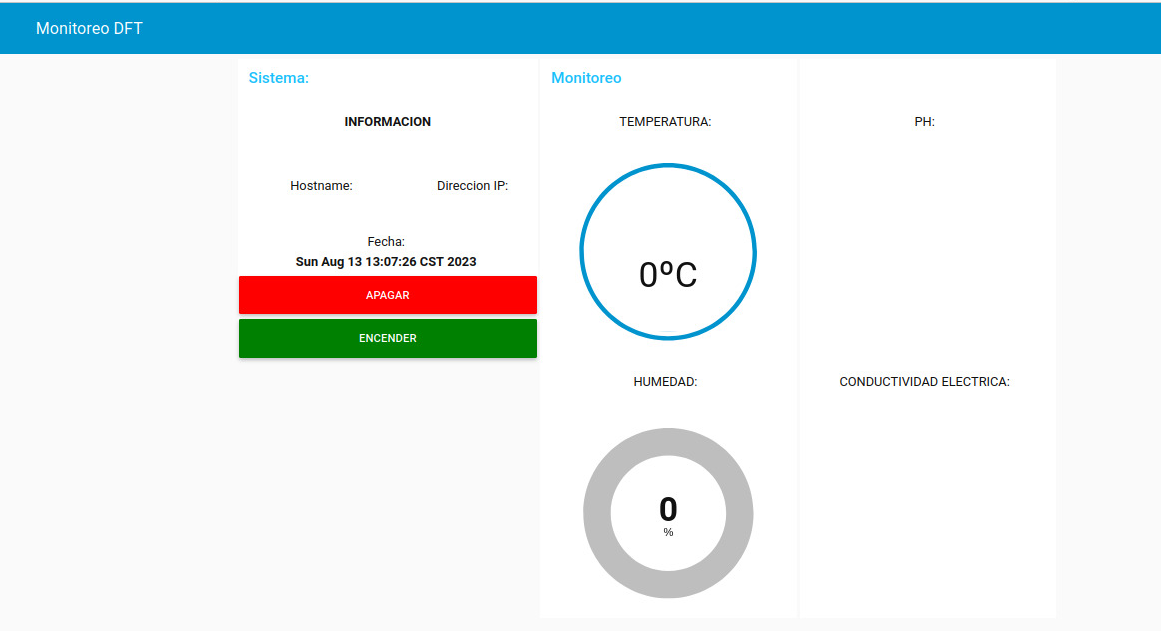 Monitoreo DFT
Sistema:
INFORMACION
Hostname: Direccion IP:
Fecha:
Sun Aug 13 13:07:26 CST 2023
APAGAR
ENCENDER
Monitoreo
TEMPERATURA:
0ºC
HUMEDAD:
0
%
PH:
CONDUCTIVIDAD ELECTRICA: